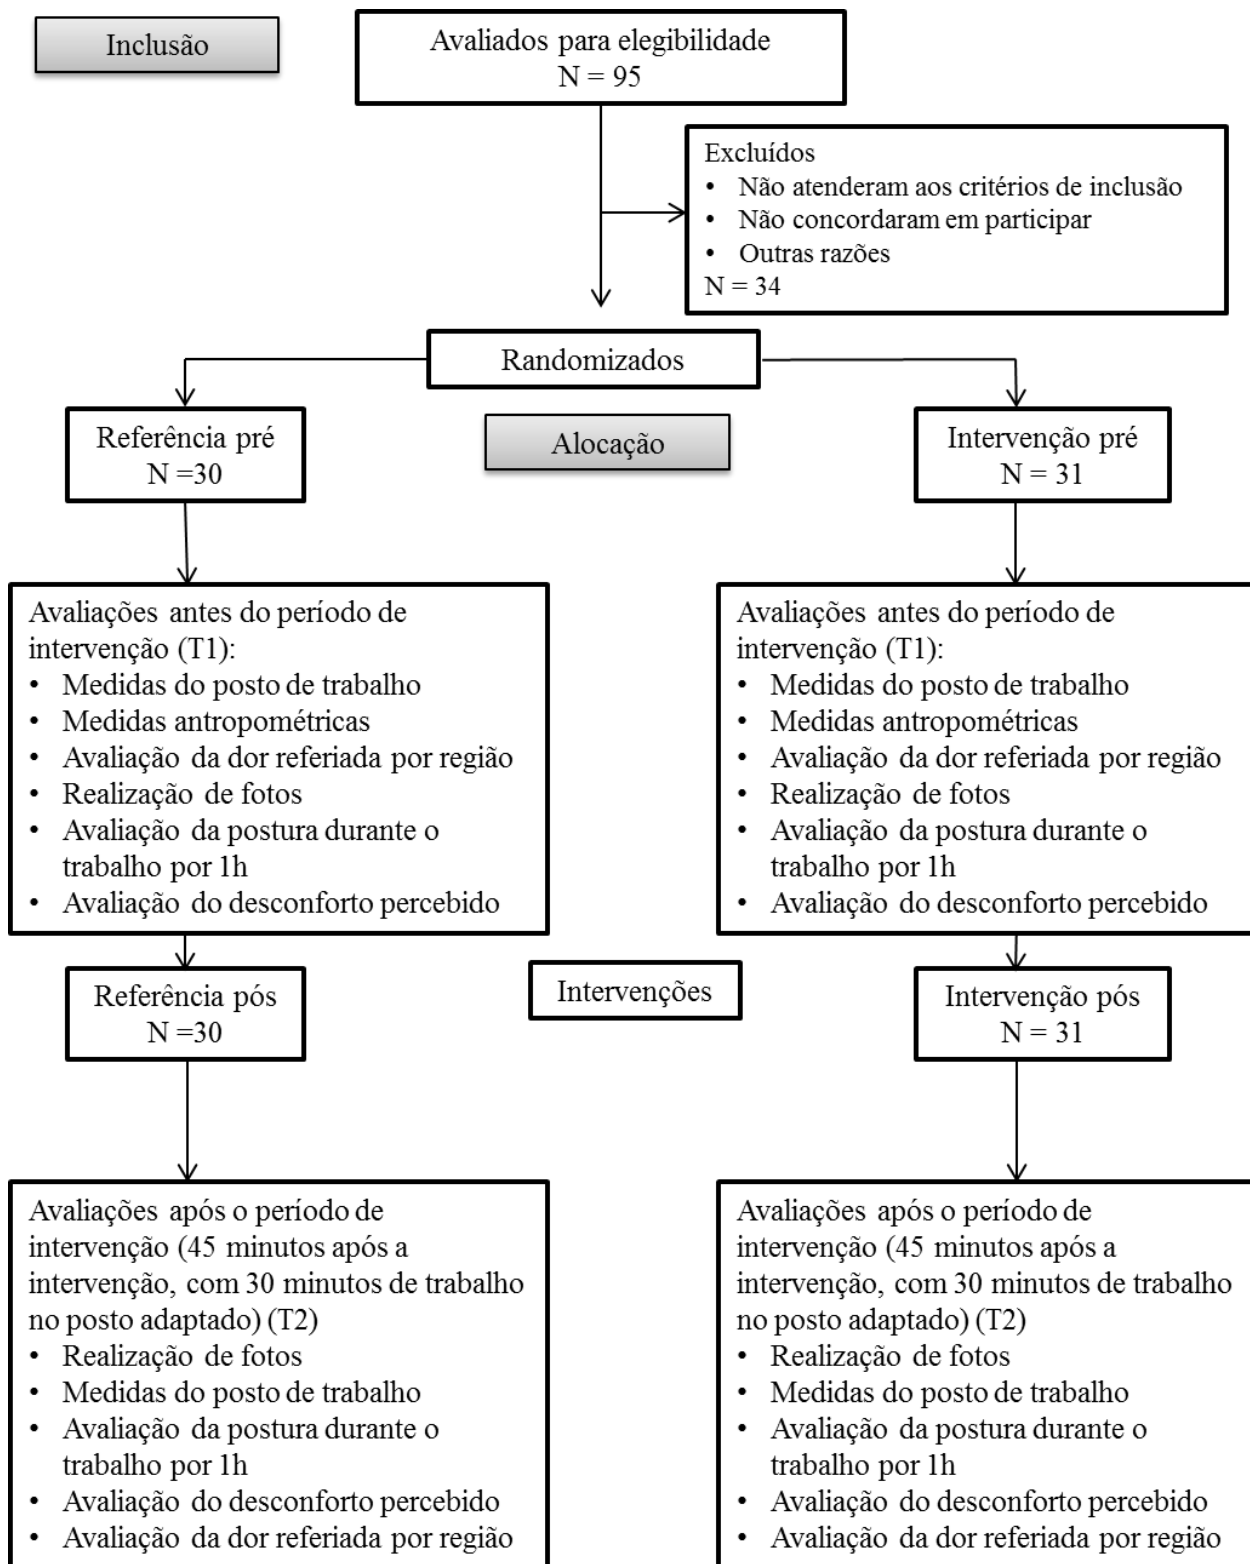 Inclusão
Avaliados para elegibilidade
N = 95
Excluídos
• Não atenderam aos critérios de inclusão
• Não concordaram em participar
• Outras razões
N = 34
Randomizados
Referência pré
N =30
Alocação
Intervenção pré
N = 31
Avaliações antes do período de
intervenção (T1):
• Medidas do posto de trabalho
• Medidas antropométricas
• Avaliação da dor referiada por região
• Realização de fotos
• Avaliação da postura durante o
trabalho por 1h
• Avaliação do desconforto percebido
Avaliações antes do período de
intervenção (T1):
• Medidas do posto de trabalho
• Medidas antropométricas
• Avaliação da dor referiada por região
• Realização de fotos
• Avaliação da postura durante o
trabalho por 1h
• Avaliação do desconforto percebido
Referência pós
N =30
Intervenções
Intervenção pós
N = 31
Avaliações após o período de
intervenção (45 minutos após a
intervenção, com 30 minutos de trabalho
no posto adaptado) (T2)
• Realização de fotos
• Medidas do posto de trabalho
• Avaliação da postura durante o
trabalho por 1h
• Avaliação do desconforto percebido
• Avaliação da dor referiada por região
Avaliações após o período de
intervenção (45 minutos após a
intervenção, com 30 minutos de trabalho
no posto adaptado) (T2)
• Realização de fotos
• Medidas do posto de trabalho
• Avaliação da postura durante o
trabalho por 1h
• Avaliação do desconforto percebido
• Avaliação da dor referiada por região